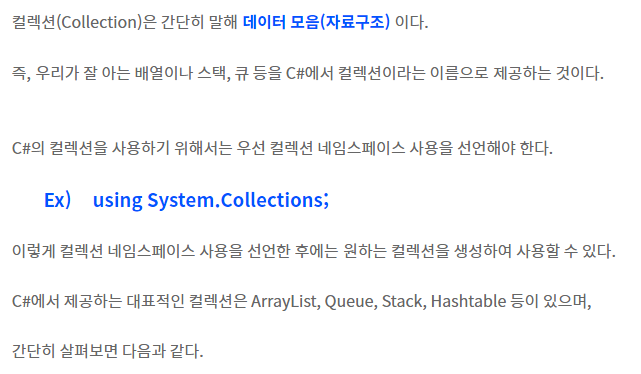 컬렉션(Collection)은 간단히 말해 데이터 모음(자료구조) 이다.
즉, 우리가 잘 아는 배열이나 스택, 큐 등을 C#에서 컬렉션이라는 이름으로 제공하는 것이다.
C#의 컬렉션을 사용하기 위해서는 우선 컬렉션 네임스페이스 사용을 선언해야 한다.
Ex) using System.Collections;
이렇게 컬렉션 네임스페이스 사용을 선언한 후에는 원하는 컬렉션을 생성하여 사용할 수 있다.
C#에서 제공하는 대표적인 컬렉션은 ArrayList, Queue, Stack, Hashtable 등이 있으며,
간단히 살펴보면 다음과 같다.